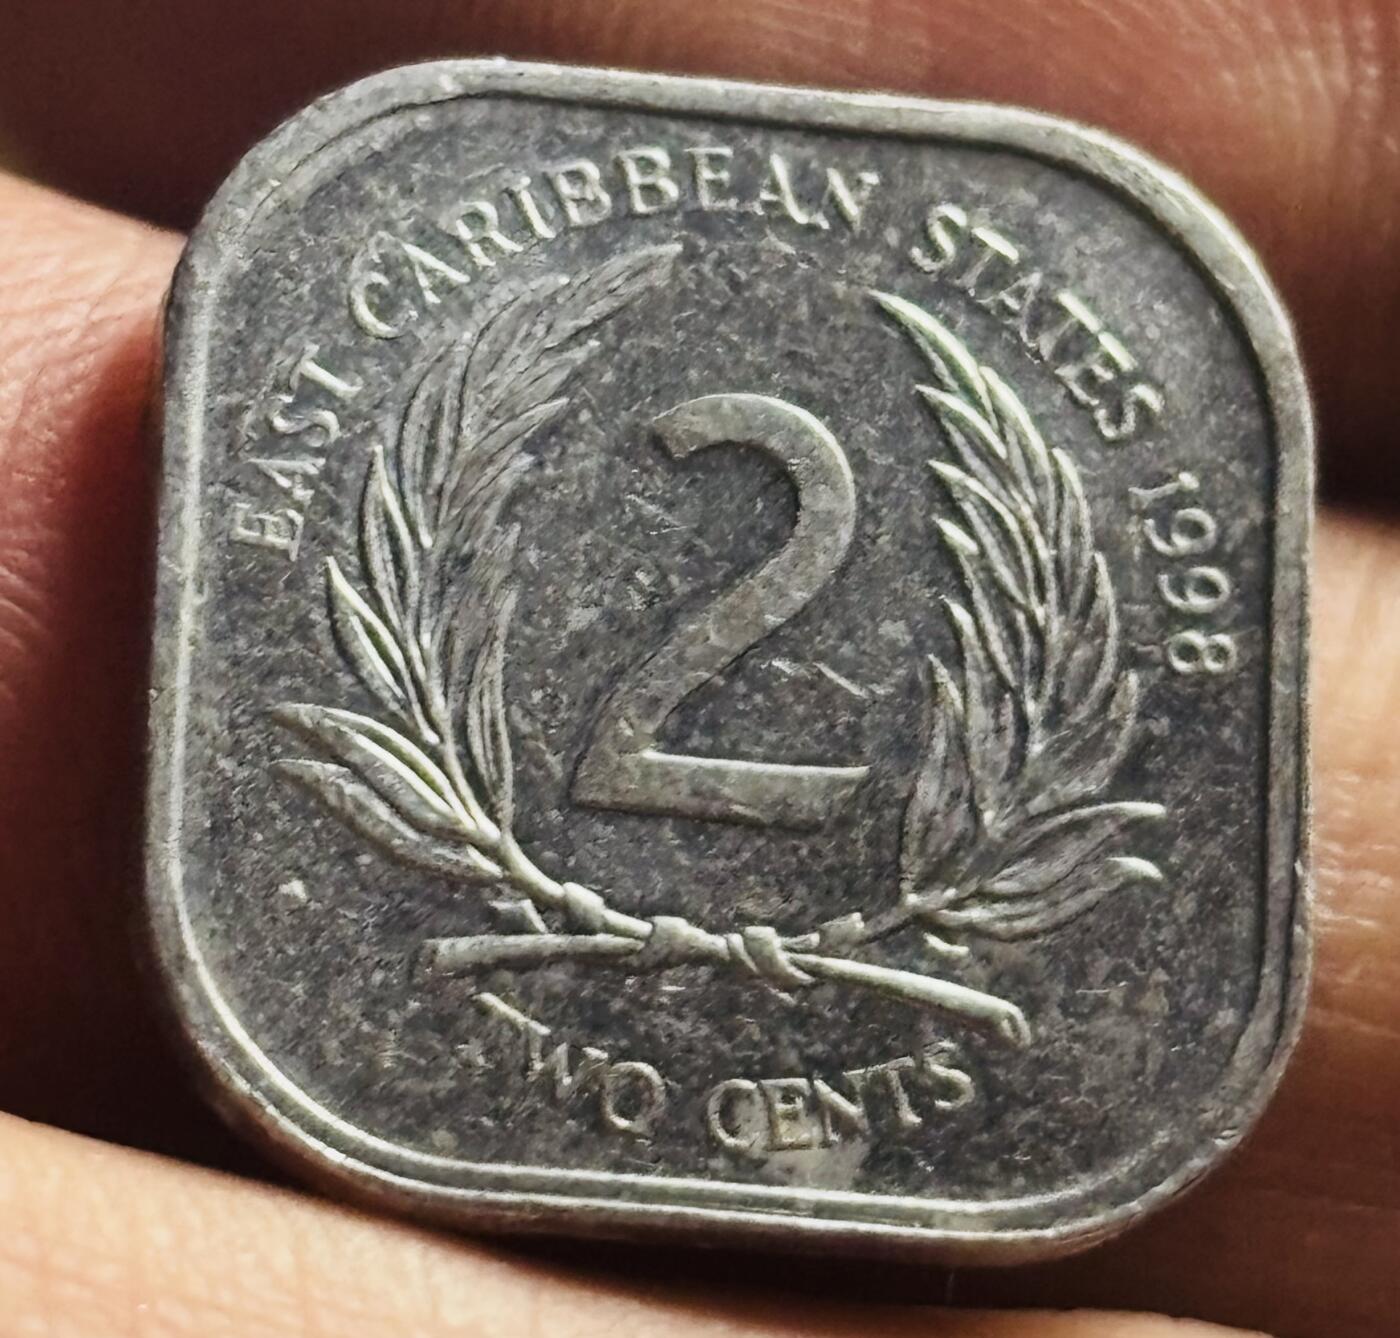 EAST CARIBBEAN STATES 1998
2
TWO CENTS